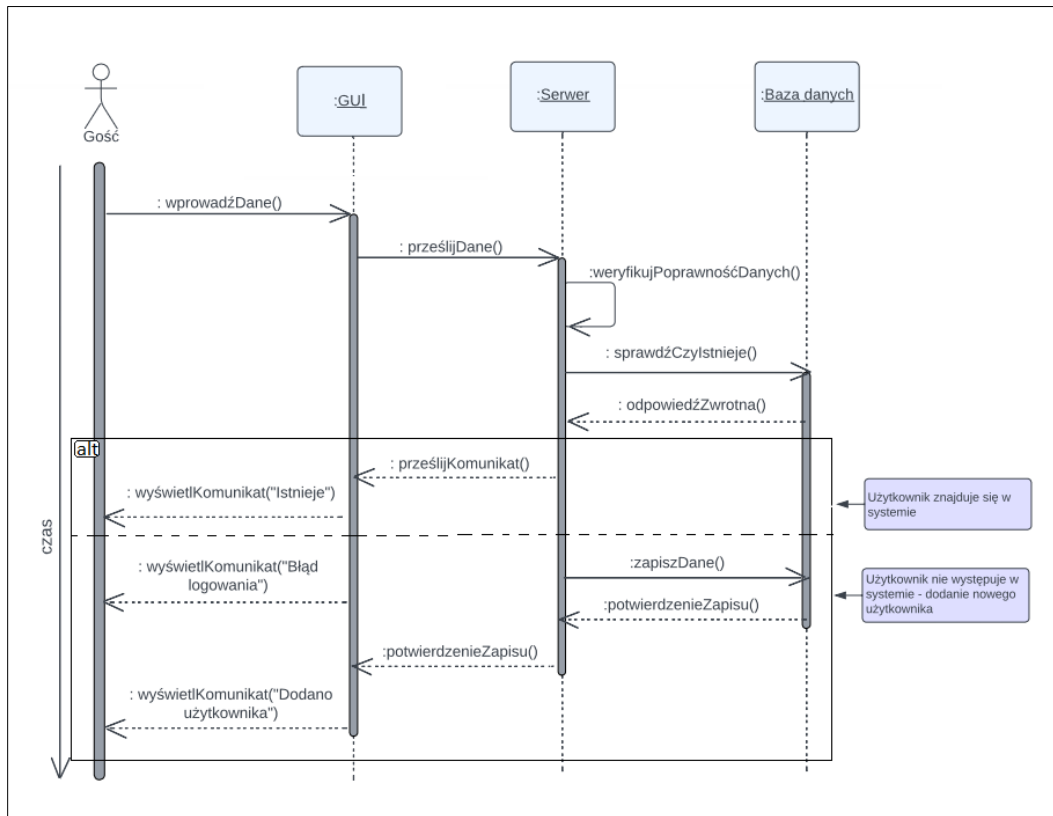 Gość
:GUI
:Serwer
:Baza danych
: wprowadźDane()
: prześlijDane()
:weryfikujPoprawnośćDanych()
: sprawdźCzyIstnieje()
: odpowiedźZwrotna()
alt
: prześlijKomunikat()
: wyświetlKomunikat("Istnieje")
Użytkownik znajduje się w
systemie
czas
: wyświetlKomunikat("Błąd
logowania")
:zapiszDane()
Użytkownik nie występuje w
systemie - dodanie nowego
użytkownika
:potwierdzenieZapisu()
:potwierdzenieZapisu()
: wyświetlKomunikat("Dodano
użytkownika")